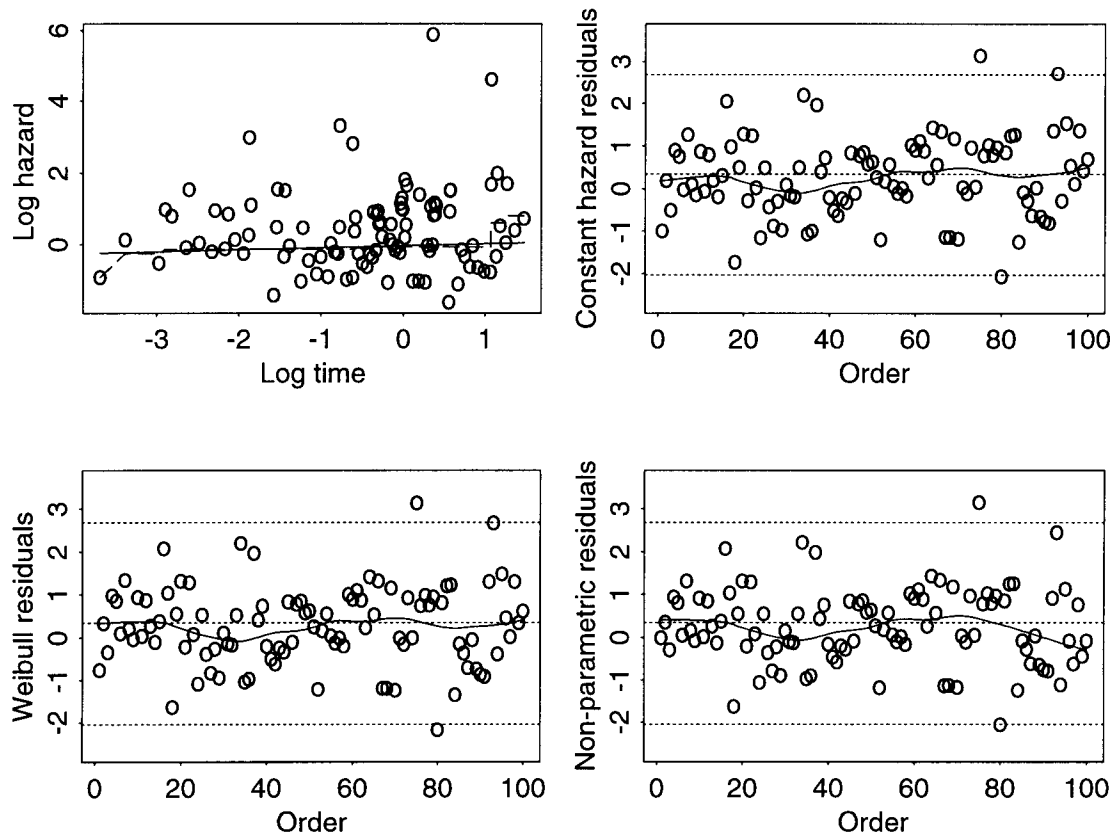 Log hazard
6
4
2
0
-3 -2 -1 0 1
Log time
Constant hazard residuals
3
2
1
0
-1
-2
0 20 40 60 80 100
Order
Weibull residuals
3
2
1
0
-1
-2
0 20 40 60 80 100
Order
Non-parametric residuals
3
2
1
0
-1
-2
0 20 40 60 80 100
Order